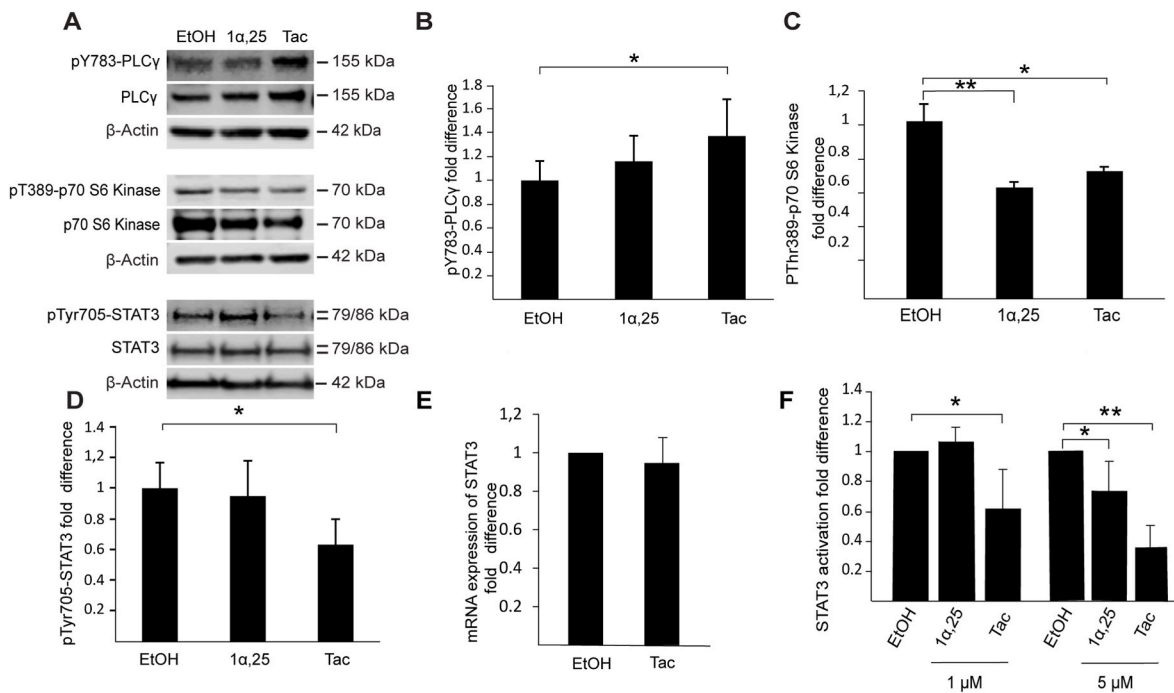 A
EtOH 1α,25 Tac
pY783-PLCγ 155 kDa
PLCγ 155 kDa
β-Actin 42 kDa
pT389-p70 S6 Kinase 70 kDa
p70 S6 Kinase 70 kDa
β-Actin 42 kDa
pTyr705-STAT3 79/86 kDa
STAT3 79/86 kDa
β-Actin 42 kDa
B
pY783-PLCγ fold difference
1.8
1.6
1.4
1.2
1.0
0.8
0.6
0.4
0.2
*
EtOH 1α,25 Tac
C
PThr389-p70 S6 Kinase
fold difference
1,2
1
0.8
0.6
0.4
0.2
**
*
EtOH 1α,25 Tac
D
pTyr705-STAT3 fold difference
1.4
1,2
1
0.8
0.6
0.4
0.2
*
EtOH 1α,25 Tac
E
mRNA expression of STAT3
fold difference
1,2
1
0.8
0.6
0.4
0.2
EtOH Tac
F
STAT3 activation fold difference
1.4
1.2
1
0.8
0.6
0.4
0.2
*
**
*
EtOH 1α,25 Tac EtOH 1α,25 Tac
1 µM 5 µM